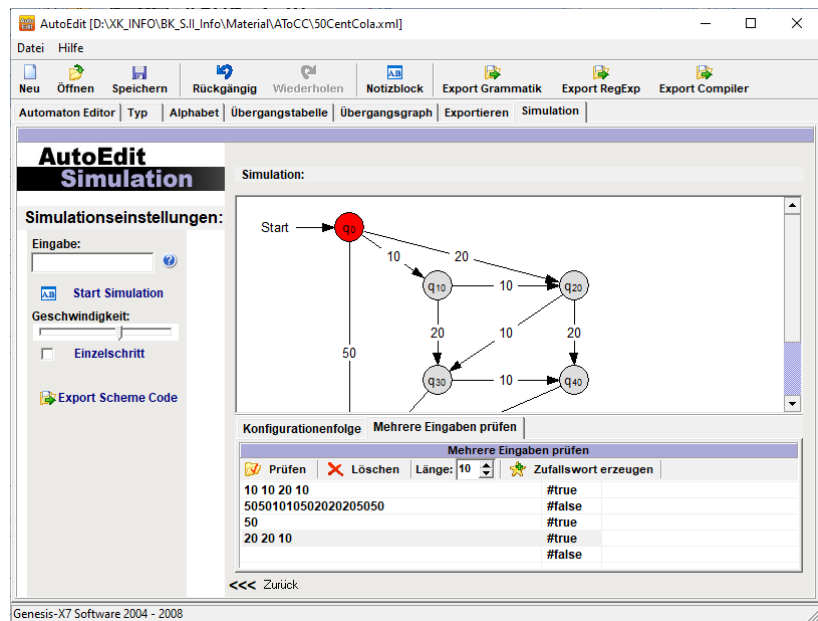 AutoEdit [D:\XK_INFO\BK_S.II_Info\Material\AToCC\50CentCola.xml]
Datei Hilfe
Neu Öffnen Speichern Rückgängig Wiederholen Notizblock Export Grammatik Export RegExp Export Compiler
Automaton Editor Typ Alphabet Übergangstabelle Übergangsgraph Exportieren Simulation
AutoEdit
Simulation
Simulation:
Simulationseinstellungen:
Eingabe:
Start Simulation
Geschwindigkeit:
Einzelschritt
Export Scheme Code
Start q0
10 20
q10 10 q20
20 10 20
50
q30 10 q40
Konfigurationenfolge Mehrere Eingaben prüfen
Mehrere Eingaben prüfen
Prüfen Löschen Länge: 10 Zufallswort erzeugen
10 10 20 10 #true
50501010502020205050 #false
50 #true
20 20 10 #true
#false
<<< Zurück
Genesis-X7 Software 2004 - 2008